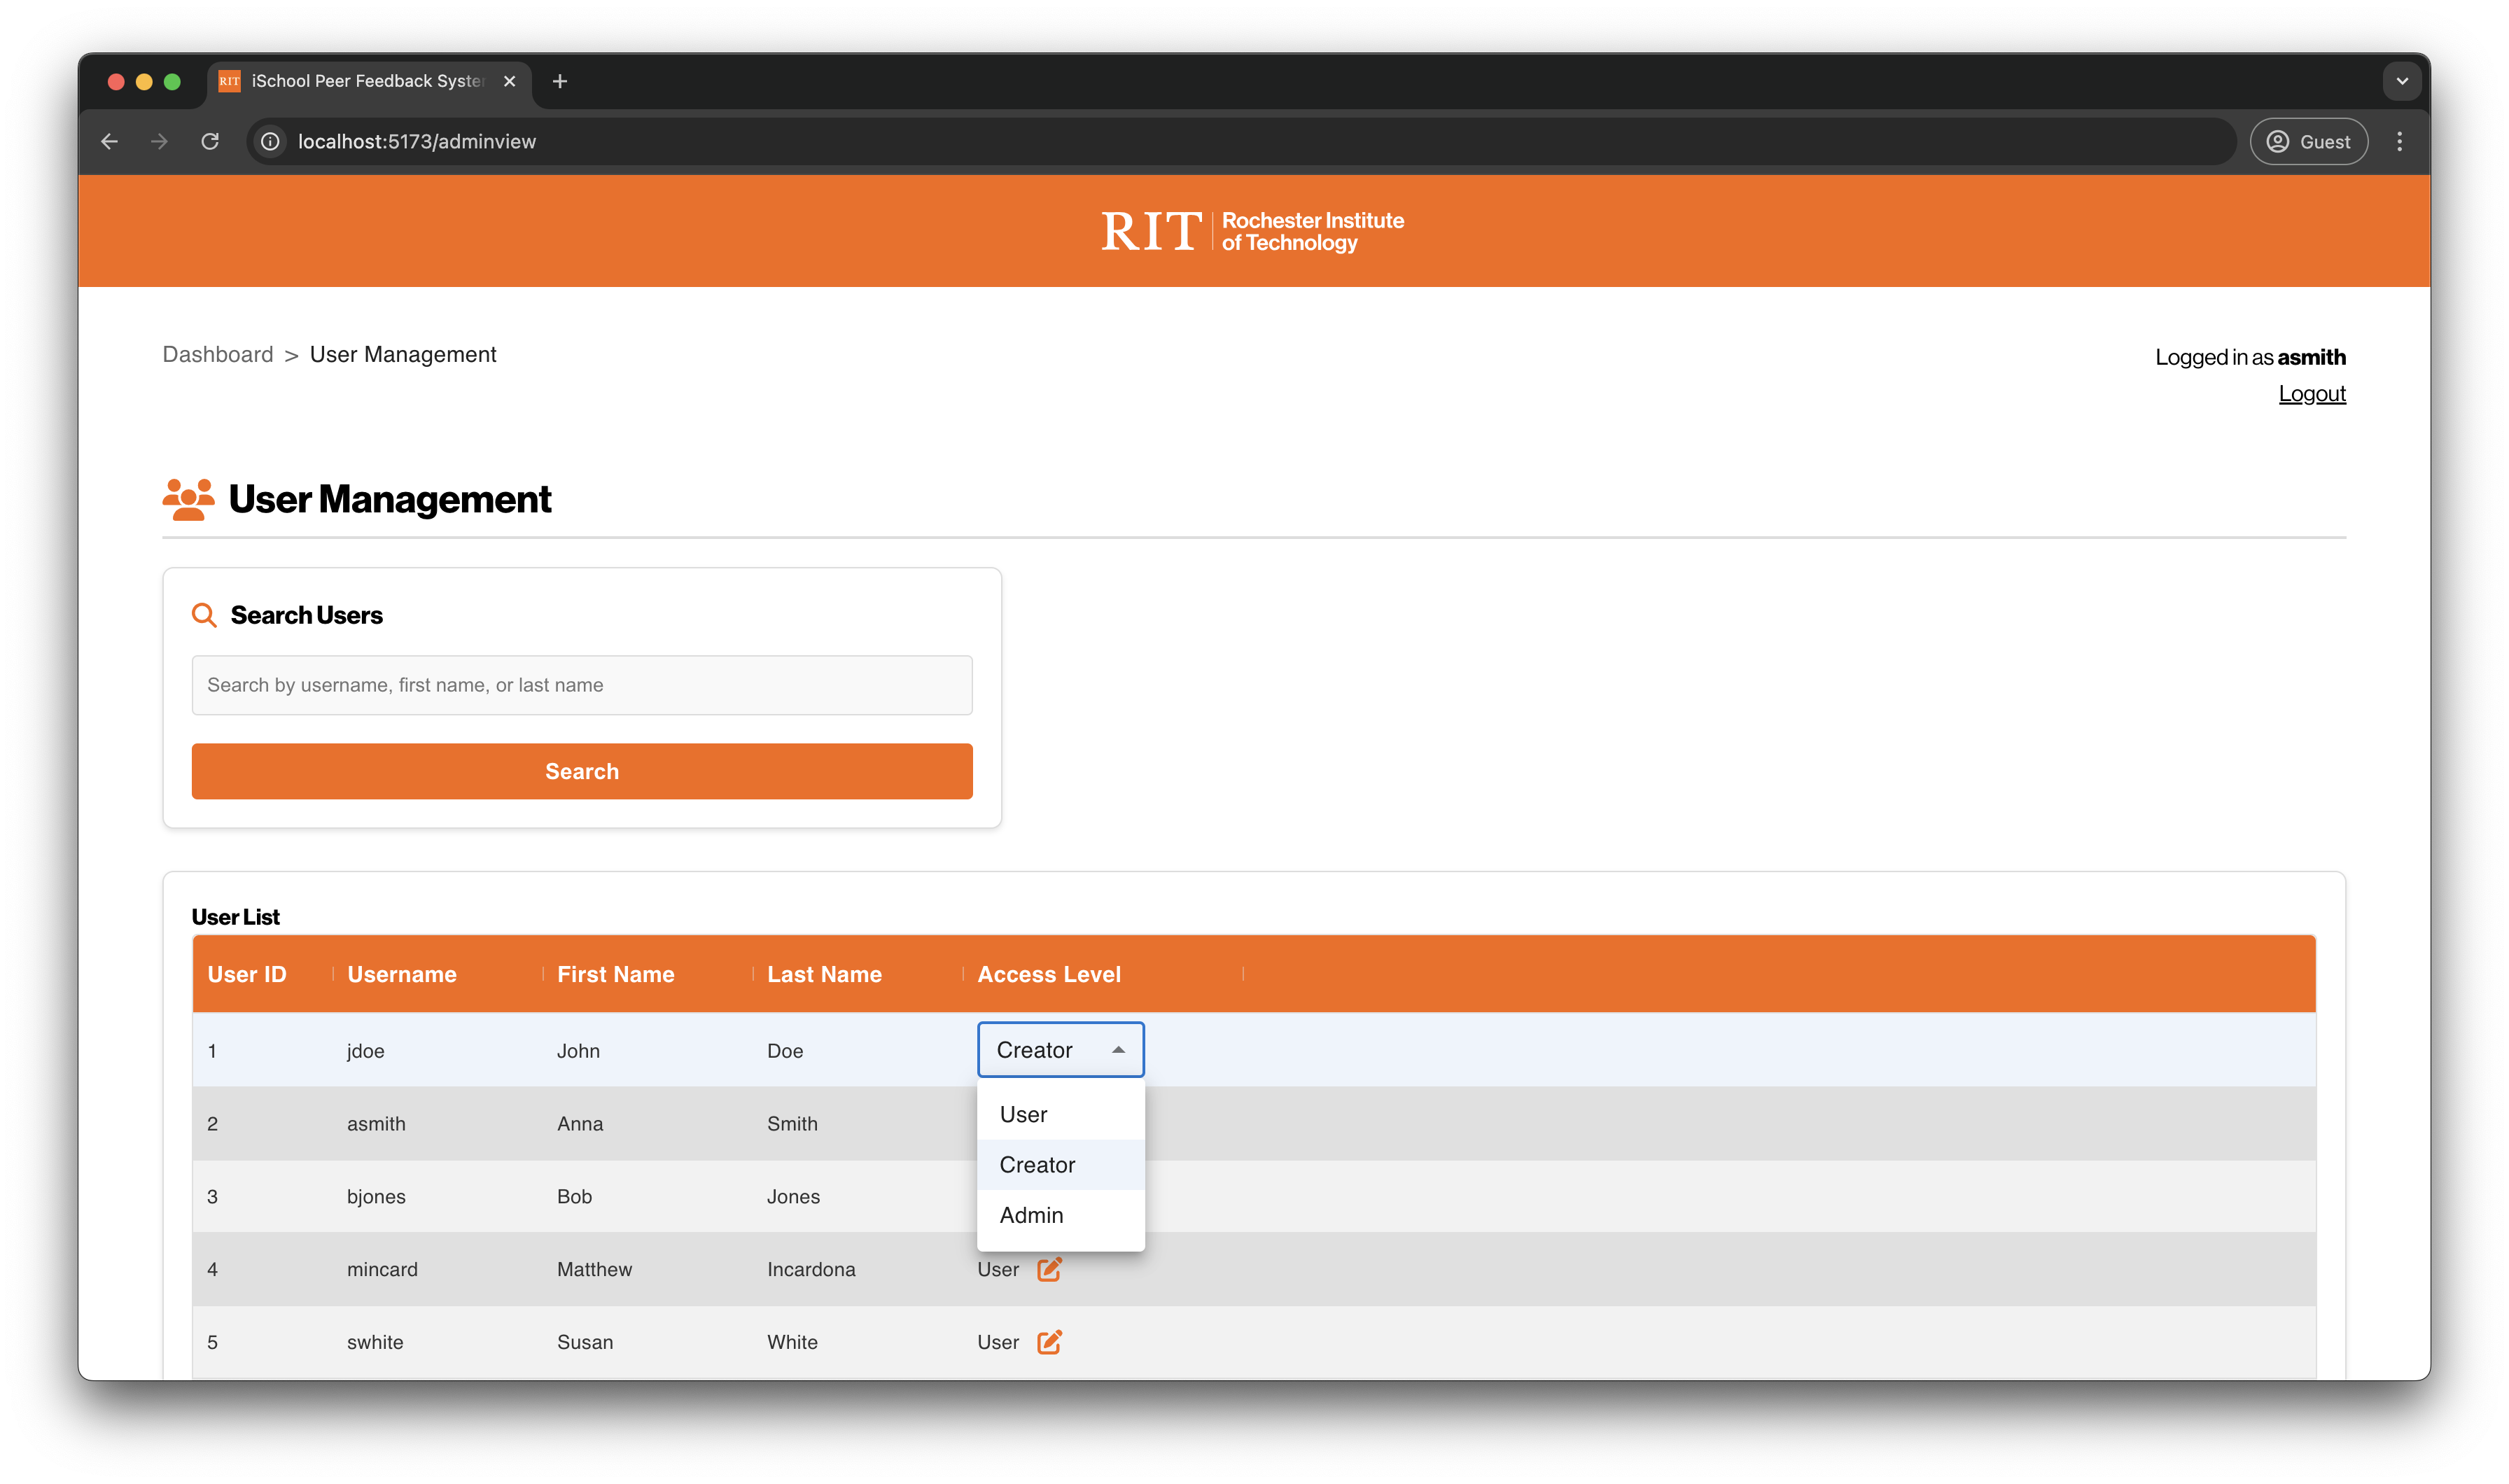 RIT iSchool Peer Feedback Syste
localhost:5173/adminview
Guest
RIT Rochester Institute
of Technology
Dashboard > User Management
Logged in as asmith
Logout
User Management
Search Users
Search by username, first name, or last name
Search
User List
User ID Username First Name Last Name Access Level
1 jdoe John Doe Creator
User
2 asmith Anna Smith
Creator
3 bjones Bob Jones
Admin
4 mincard Matthew Incardona User
5 swhite Susan White User